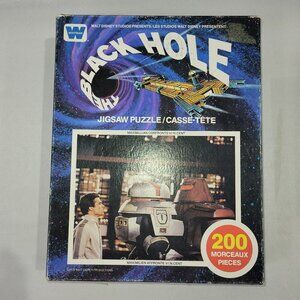 W
WALT DISNEY STUDIOS PRESENTS/LES STUDIOS WALT DISNEY PRESENTENT
THE BLACK HOLE
JIGSAW PUZZLE/CASSE-TÊTE
MAXIMILIAN CONFRONTS V.I.N.CENT
200
MORCEAUX
PIECES
MAXIMILIEN AFFRONTE V.I.N.CENT